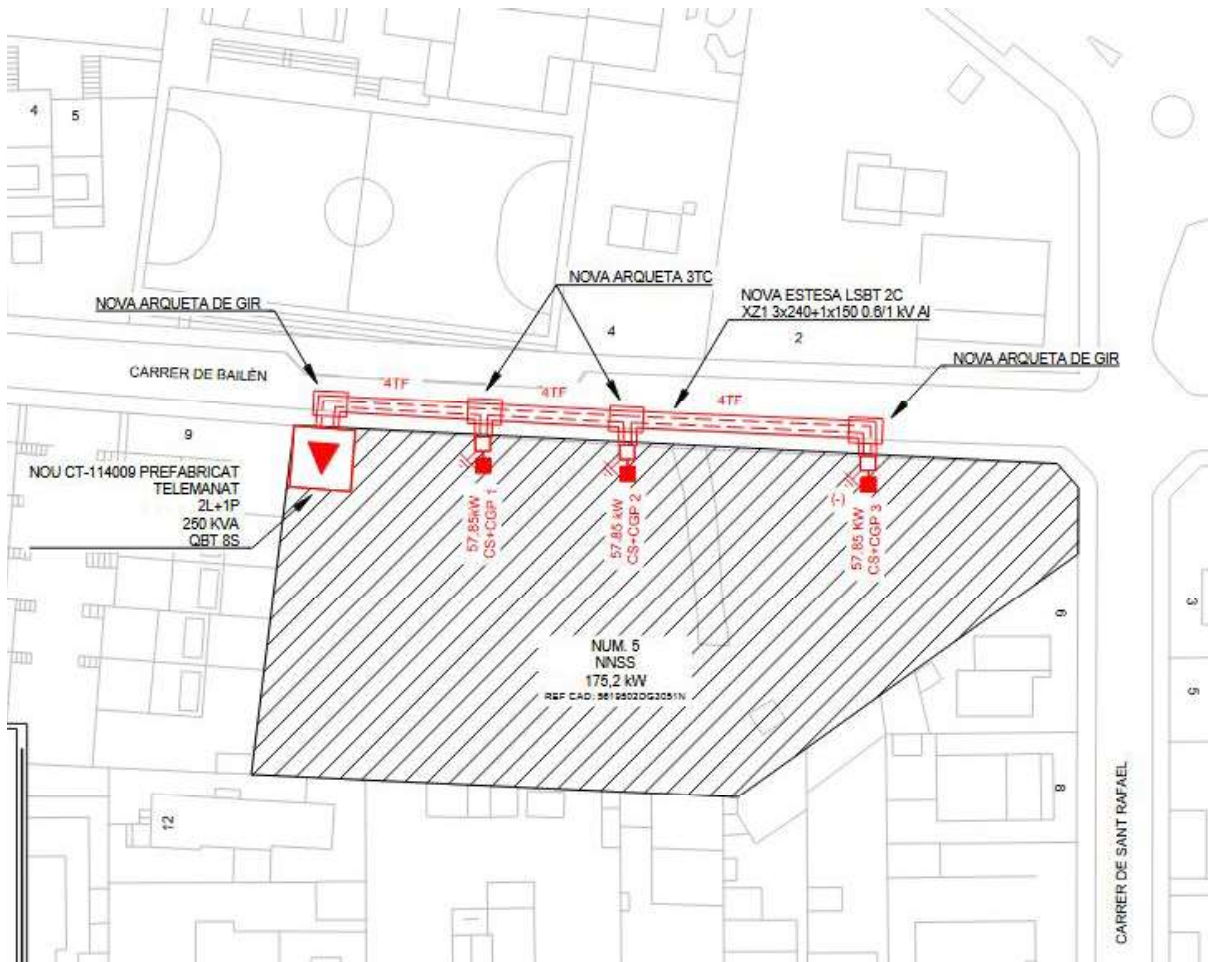 4
5
NOVA ARQUETA 3TC
NOVA ARQUETA DE GIR
NOVA ESTESA LSBT 2C
XZ1 3x240+1x150 0.6/1 kV Al
4
2
NOVA ARQUETA DE GIR
CARRER DE BAILÈN
4TF
4TF
4TF
9
NOU CT-114009 PREFABRICAT
TELEMANAT
2L+1P
250 KVA
QBT 8S
57.85kW
CS+CGP 1
57.85 kW
CS+CGP 2
(-)
57.85 KW
CS+CGP 3
NUM. 5
NNSS
175,2 kW
REF CAD:
6
3
5
8
12
CARRER DE SANT RAFAEL